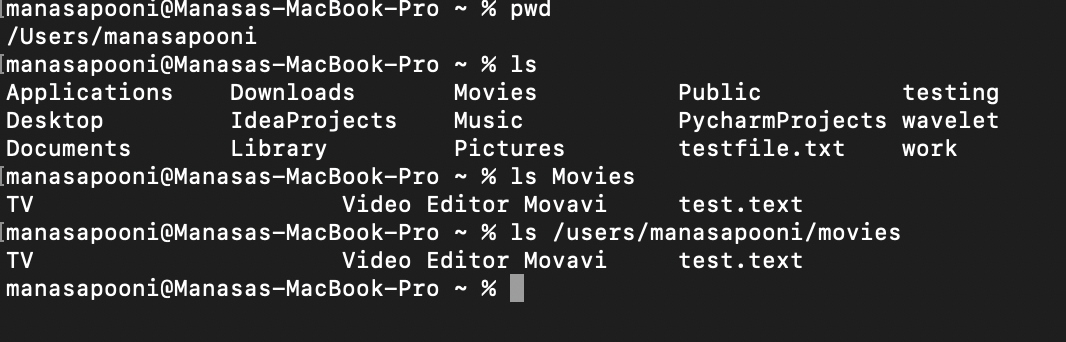 manasapooni@Manasas-MacBook-Pro ~ % pwd
/Users/manasapooni
[manasapooni@Manasas-MacBook-Pro ~ % ls
Applications Downloads Movies Public testing
Desktop IdeaProjects Music PycharmProjects wavelet
Documents Library Pictures testfile.txt work
[manasapooni@Manasas-MacBook-Pro ~ % ls Movies
TV Video Editor Movavi test.text
[manasapooni@Manasas-MacBook-Pro ~ % ls /users/manasapooni/movies
TV Video Editor Movavi test.text
manasapooni@Manasas-MacBook-Pro ~ %